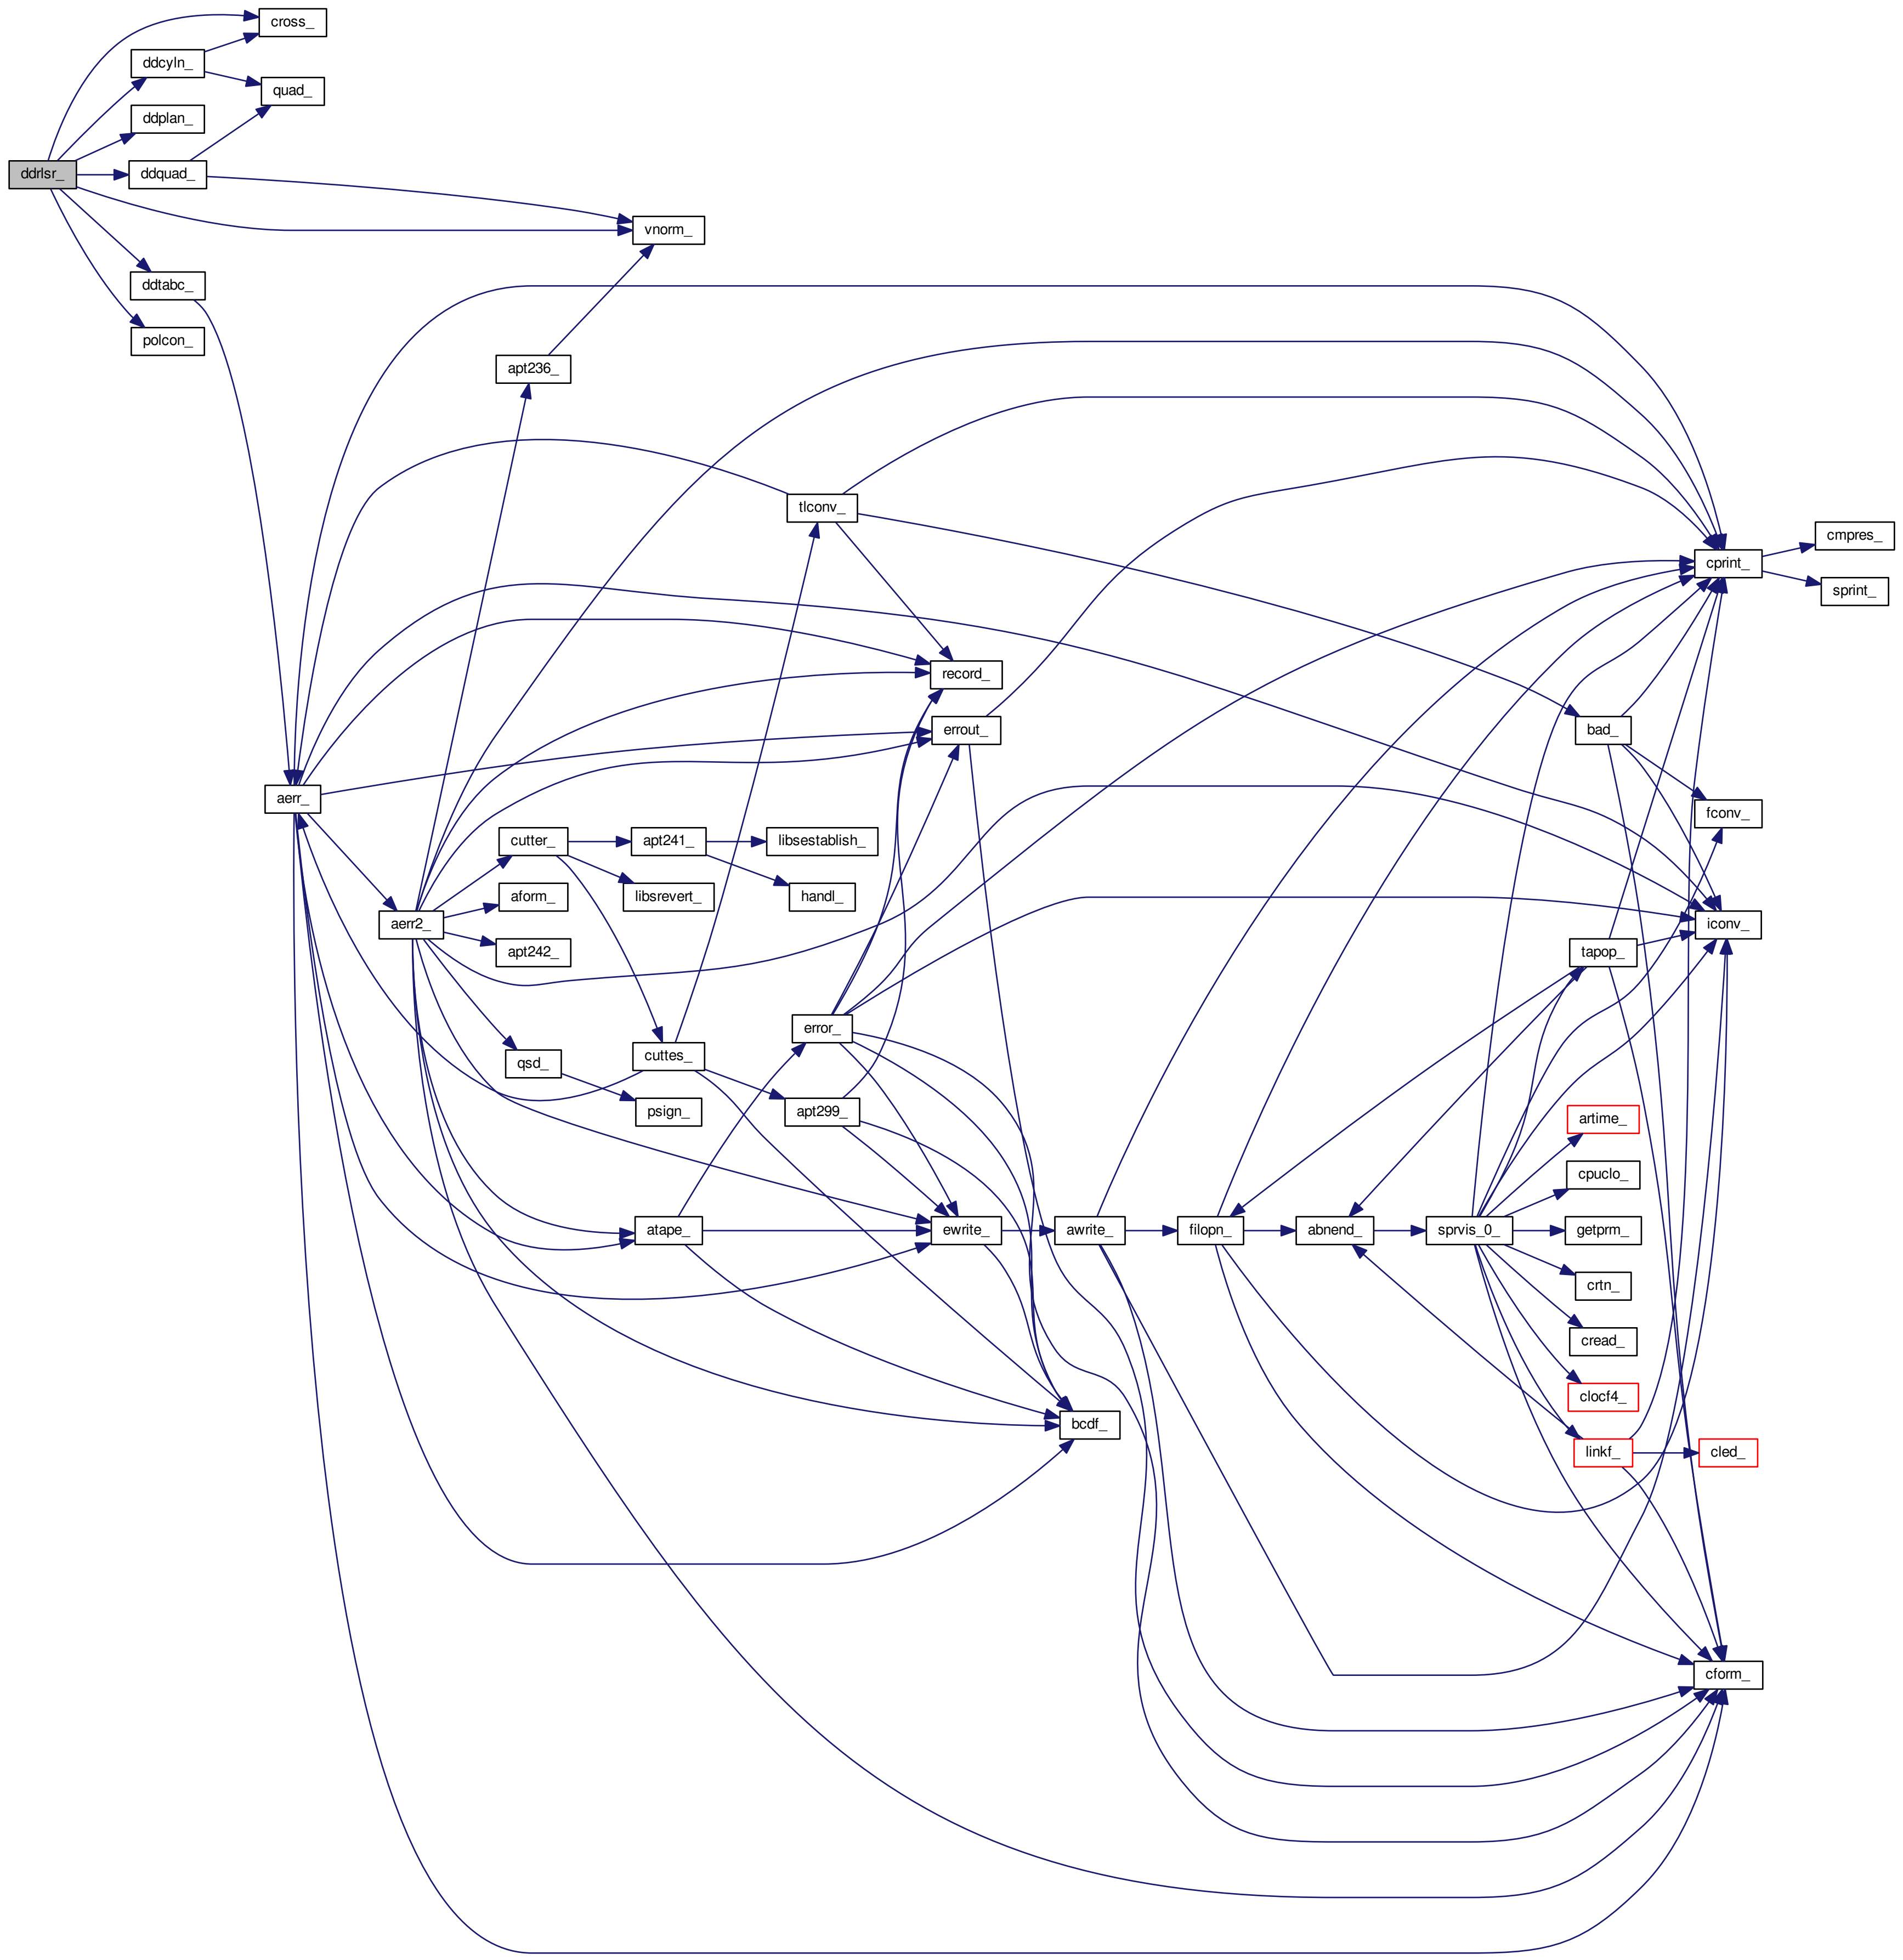 cross_
ddcyln_
quad_
ddplan_
ddrlsr_
ddquad_
vnorm_
ddtabc_
polcon_
apt236_
tlconv_
cmpres_
cprint_
sprint_
record_
errout_
bad_
aerr_
fconv_
cutter_
apt241_
libsestablish_
aform_
libsrevert_
handl_
aerr2_
iconv_
apt242_
tapop_
error_
cuttes_
qsd_
psign_
apt299_
artime_
cpuclo_
atape_
ewrite_
awrite_
filopn_
abnend_
sprvis_0_
getprm_
crtn_
cread_
clocf4_
bcdf_
linkf_
cled_
cform_